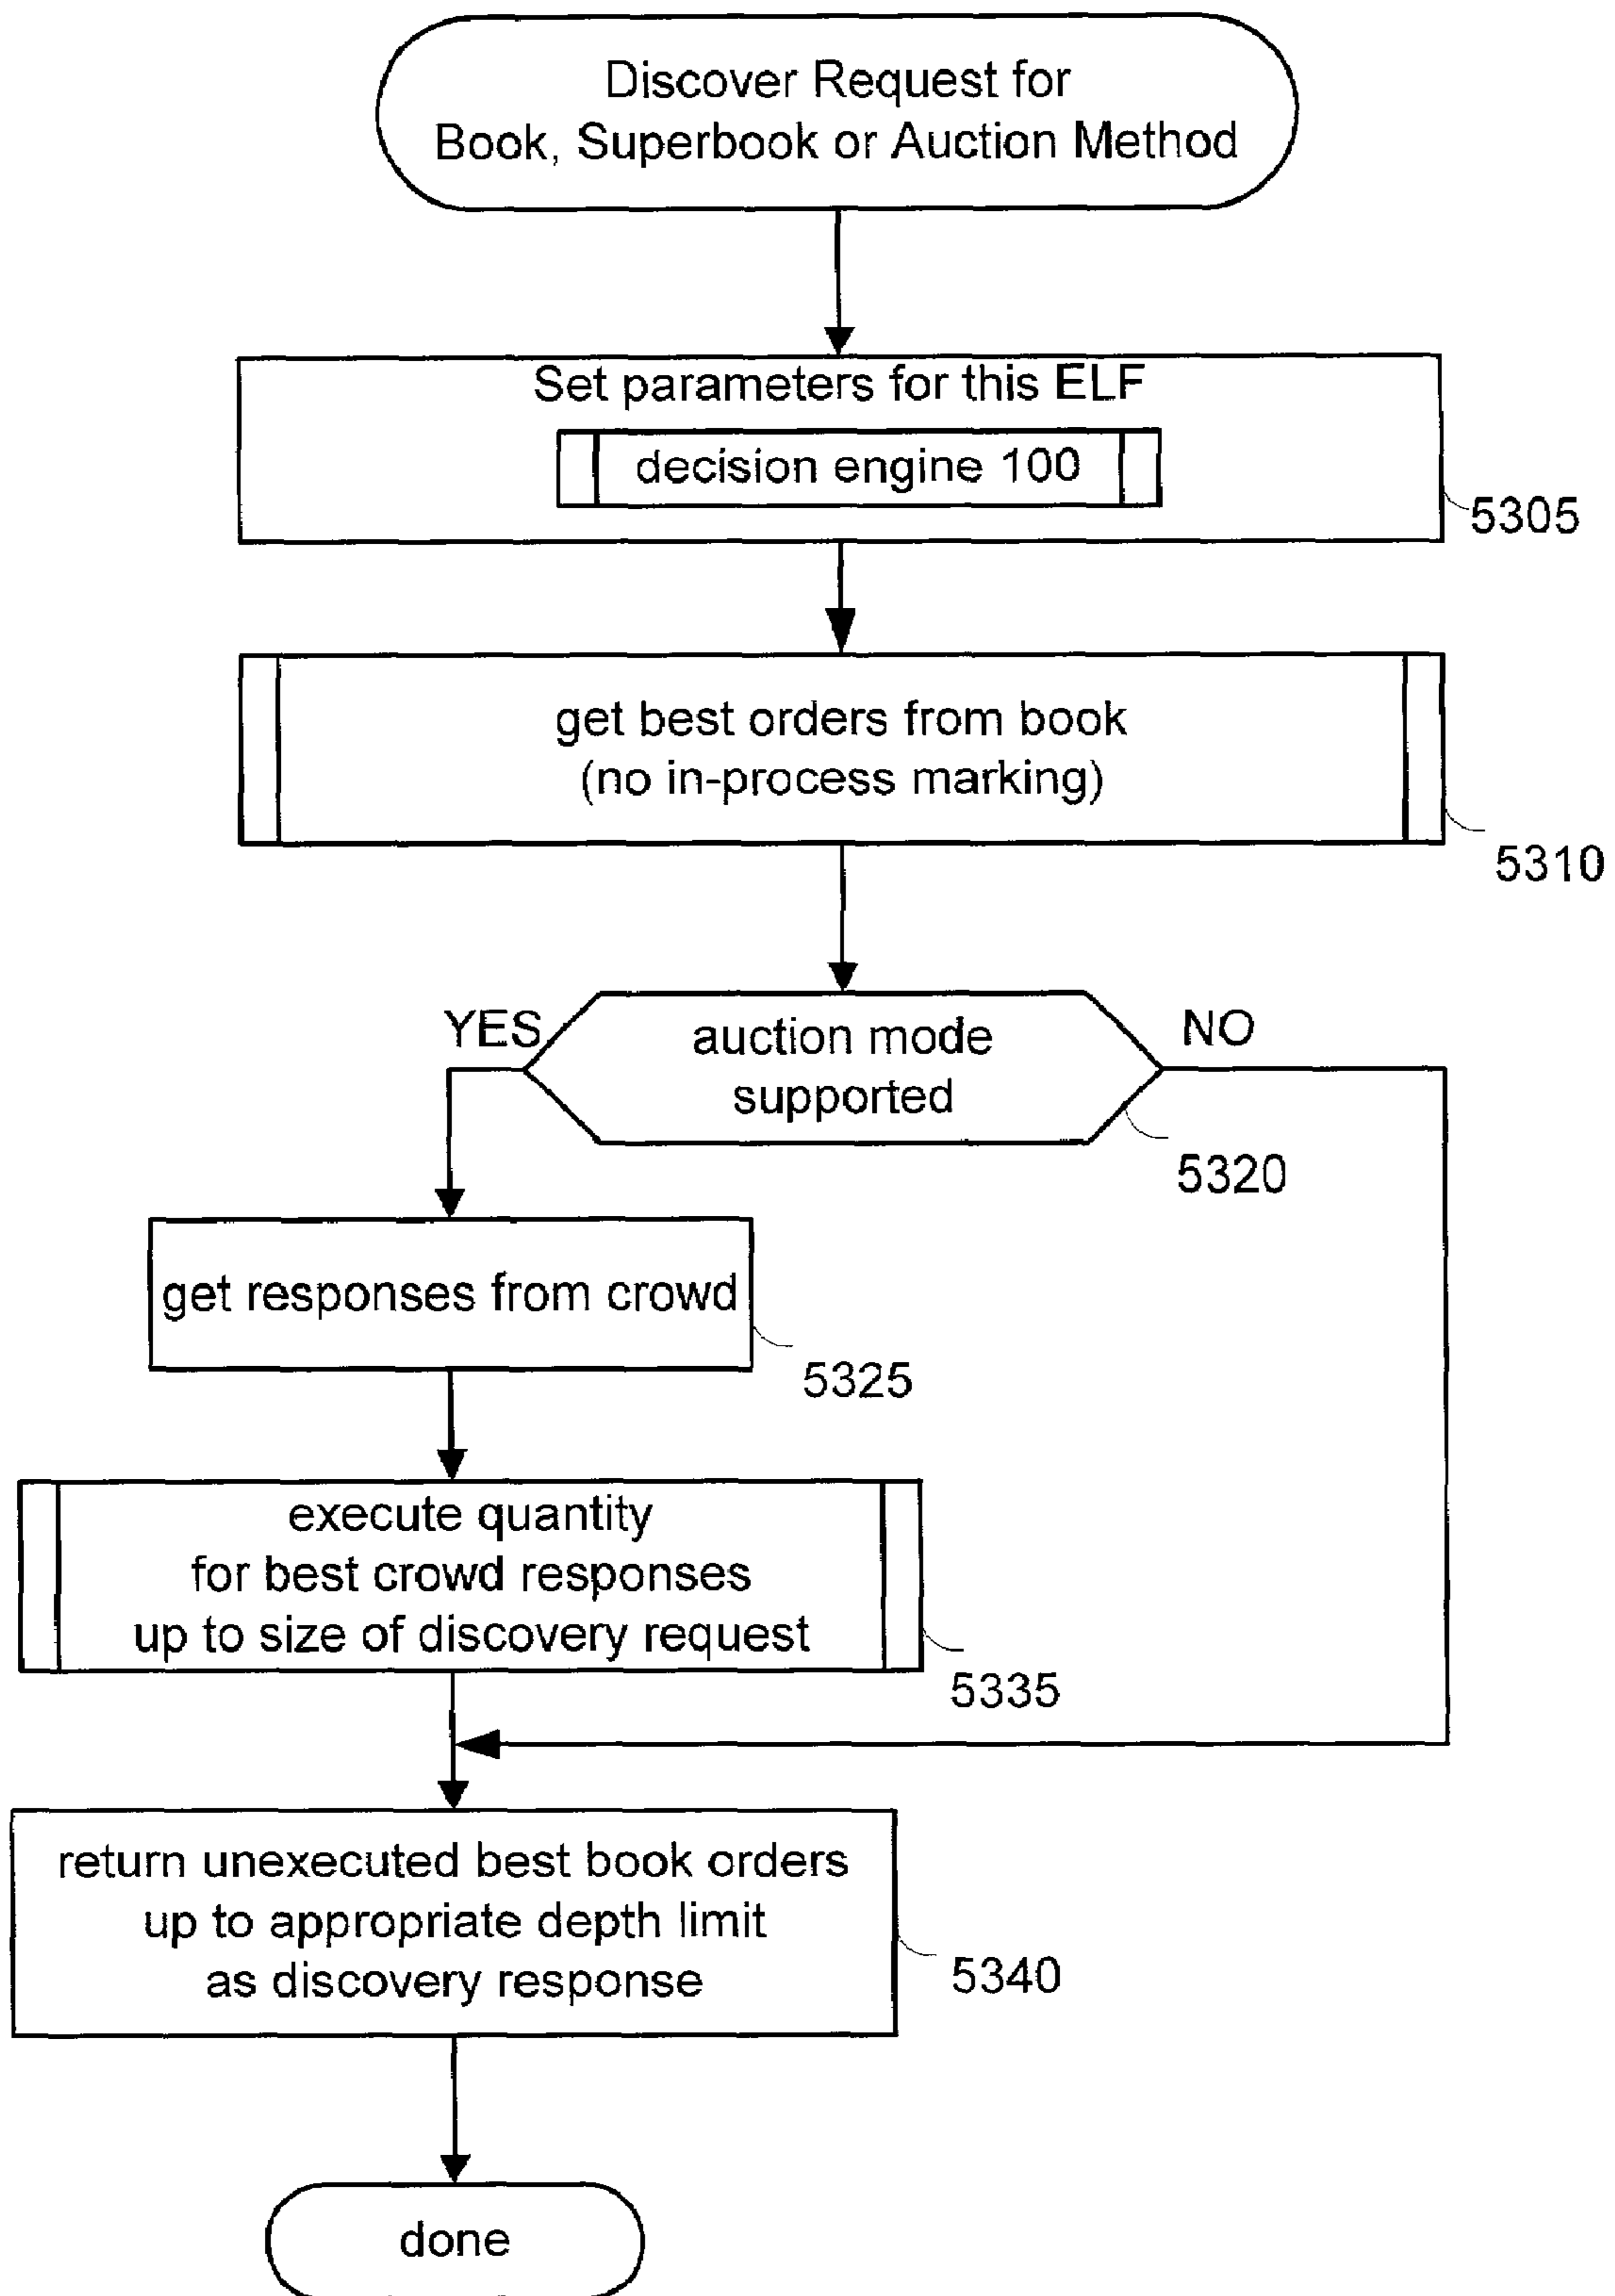 Discover Request for
Book, Superbook or Auction Method
Set parameters for this ELF
decision engine 100
5305
get best orders from book
(no in-process marking)
5310
YES
auction mode
supported
NO
5320
get responses from crowd
5325
execute quantity
for best crowd responses
up to size of discovery request
5335
return unexecuted best book orders
up to appropriate depth limit
as discovery response
5340
done